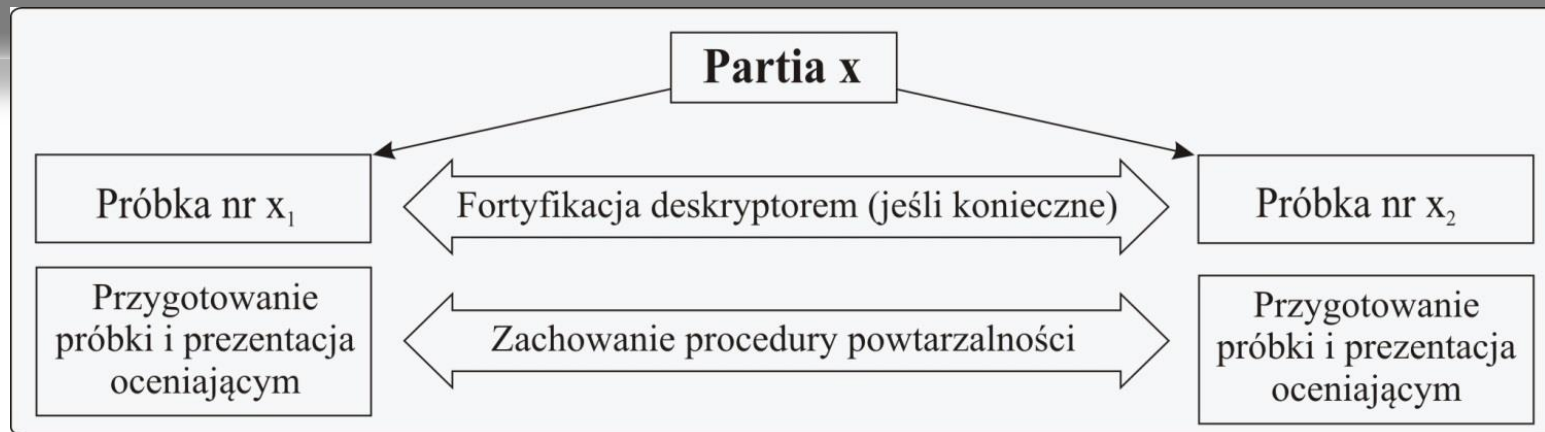 Partia x
Próbka nr x₁
Fortyfikacja deskryptorem (jeśli konieczne)
Próbka nr x₂
Przygotowanie
próbki i prezentacja
oceniającym
Zachowanie procedury powtarzalności
Przygotowanie
próbki i prezentacja
oceniającym